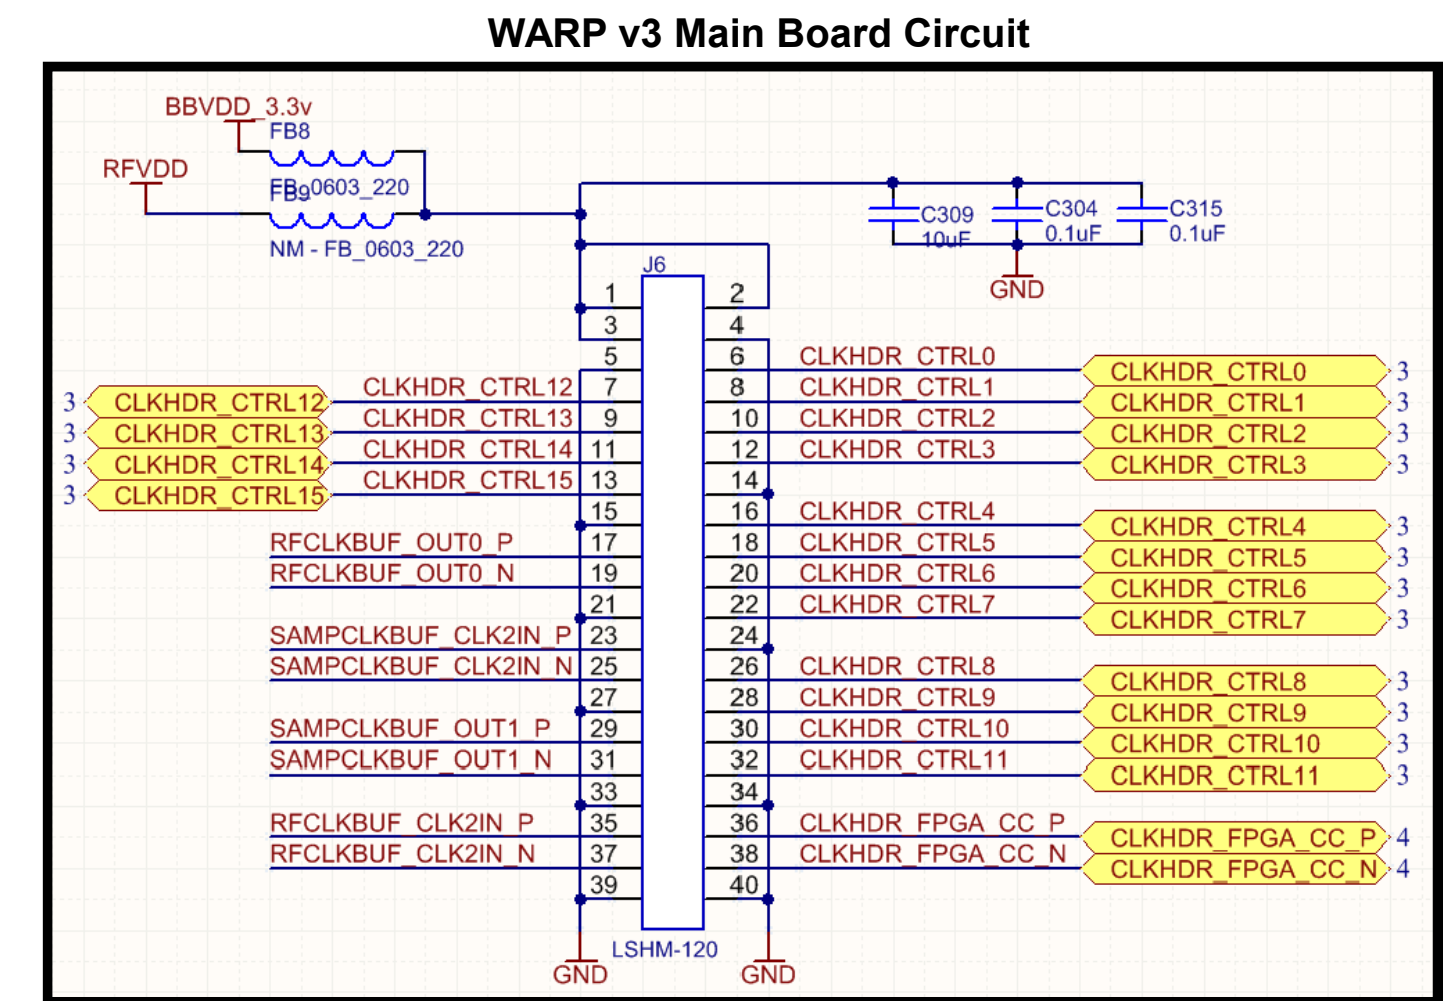 WARP v3 Main Board Circuit
BBVDD_3.3v
FB8
RFVDD
FB_0603_220
FB9
NM - FB_0603_220
C309
10uF
C304
0.1uF
C315
0.1uF
GND
J6
1 2
3 4
5 6 CLKHDR_CTRL0 CLKHDR_CTRL0 3
3 CLKHDR_CTRL12 CLKHDR_CTRL12 7 8 CLKHDR_CTRL1 CLKHDR_CTRL1 3
3 CLKHDR_CTRL13 CLKHDR_CTRL13 9 10 CLKHDR_CTRL2 CLKHDR_CTRL2 3
3 CLKHDR_CTRL14 CLKHDR_CTRL14 11 12 CLKHDR_CTRL3 CLKHDR_CTRL3 3
3 CLKHDR_CTRL15 CLKHDR_CTRL15 13 14
15 16 CLKHDR_CTRL4 CLKHDR_CTRL4 3
RFCLKBUF_OUT0_P 17 18 CLKHDR_CTRL5 CLKHDR_CTRL5 3
RFCLKBUF_OUT0_N 19 20 CLKHDR_CTRL6 CLKHDR_CTRL6 3
21 22 CLKHDR_CTRL7 CLKHDR_CTRL7 3
SAMPCLKBUF_CLK2IN_P 23 24
SAMPCLKBUF_CLK2IN_N 25 26 CLKHDR_CTRL8 CLKHDR_CTRL8 3
27 28 CLKHDR_CTRL9 CLKHDR_CTRL9 3
SAMPCLKBUF_OUT1_P 29 30 CLKHDR_CTRL10 CLKHDR_CTRL10 3
SAMPCLKBUF_OUT1_N 31 32 CLKHDR_CTRL11 CLKHDR_CTRL11 3
33 34
RFCLKBUF_CLK2IN_P 35 36 CLKHDR_FPGA_CC_P CLKHDR_FPGA_CC_P 4
RFCLKBUF_CLK2IN_N 37 38 CLKHDR_FPGA_CC_N CLKHDR_FPGA_CC_N 4
39 40
LSHM-120
GND GND